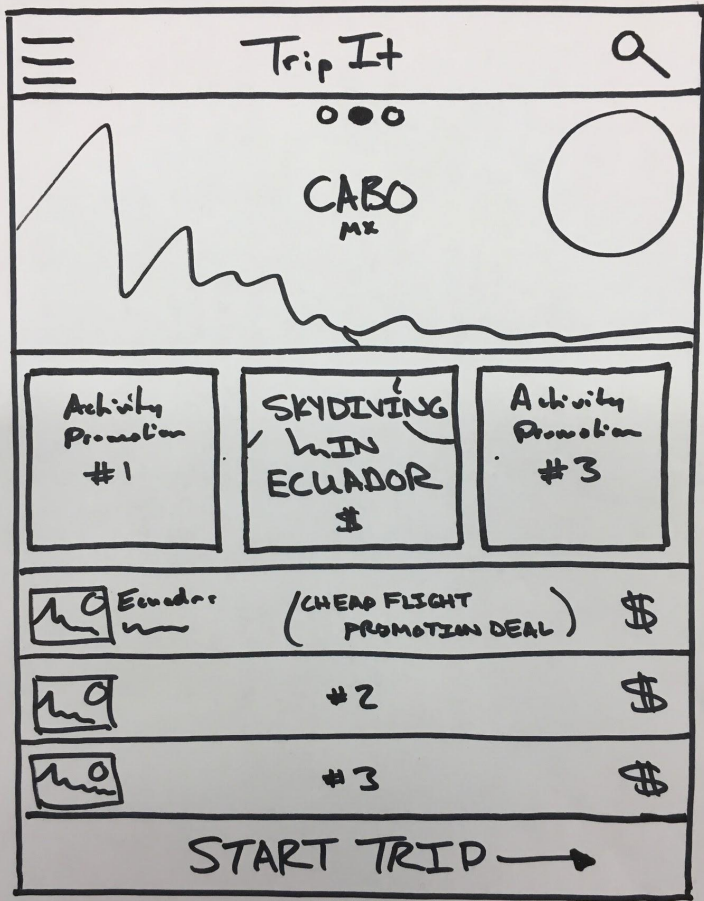 Trip It
CABO
MX
Activity
Promotion
#1
SKYDIVING
IN
ECUADOR
$
Activity
Promotion
#3
Ecuador
(CHEAP FLIGHT
PROMOTION DEAL)
$
#2
$
#3
$
START TRIP